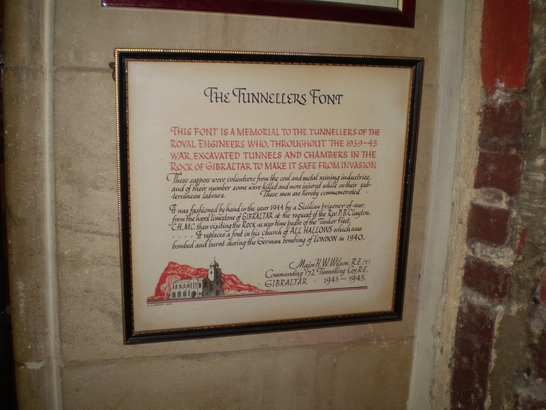 THE TUNNELLERS FONT
THIS FONT IS A MEMORIAL TO THE TUNNELLERS OF THE
ROYAL ENGINEERS WHO, THROUGHOUT THE 1939-45
WAR, EXCAVATED TUNNELS AND CHAMBERS IN THE
ROCK OF GIBRALTAR TO MAKE IT SAFE FROM INVASION
These sappers were volunteers from the coal and metal mining industries,
and of their number some were killed and more injured while on their sub-
terranean labours. These men are hereby commemorated
It was fashioned by hand in the year 1944 by a Sicilian prisoner-of-war
from the hard limestone of GIBRALTAR at the request of the Rev. P.B. Clayton,
C.H., M.C. then visiting the ROCK as wartime padre of the Tanker Fleet.
It replaces a font in his church of ALL HALLOWS which was
bombed and burnt during the German bombing of LONDON in 1940.
Major H.W. Wilson, R.E.
Commanding 172 Tunnelling Coy. R.E.
GIBRALTAR 1943-1945.